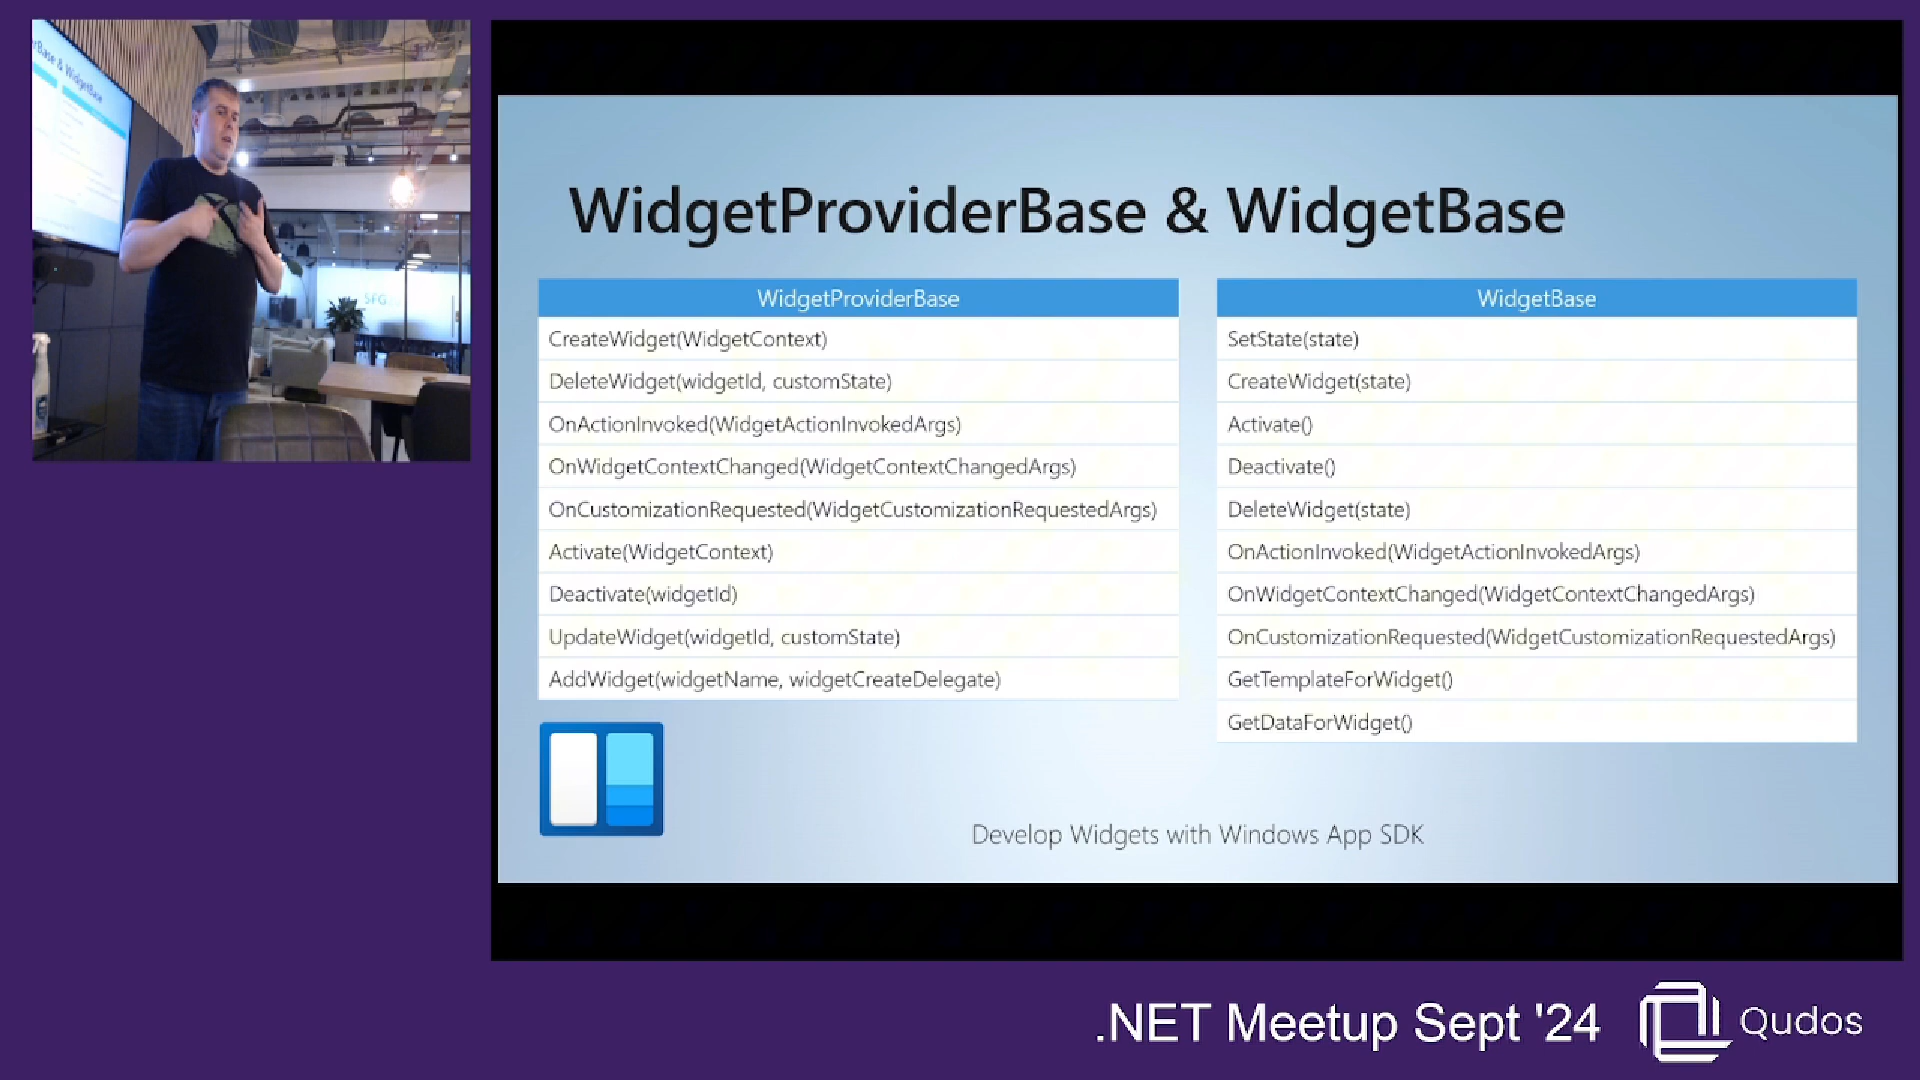 WidgetProviderBase & WidgetBase
WidgetProviderBase
CreateWidget(WidgetContext)
DeleteWidget(widgetId, customState)
OnActionInvoked(WidgetActionInvokedArgs)
OnWidgetContextChanged(WidgetContextChangedArgs)
OnCustomizationRequested(WidgetCustomizationRequestedArgs)
Activate(WidgetContext)
Deactivate(widgetId)
UpdateWidget(widgetId, customState)
AddWidget(widgetName, widgetCreateDelegate)
WidgetBase
SetState(state)
CreateWidget(state)
Activate()
Deactivate()
DeleteWidget(state)
OnActionInvoked(WidgetActionInvokedArgs)
OnWidgetContextChanged(WidgetContextChangedArgs)
OnCustomizationRequested(WidgetCustomizationRequestedArgs)
GetTemplateForWidget()
GetDataForWidget()
Develop Widgets with Windows App SDK
.NET Meetup Sept '24
Qudos